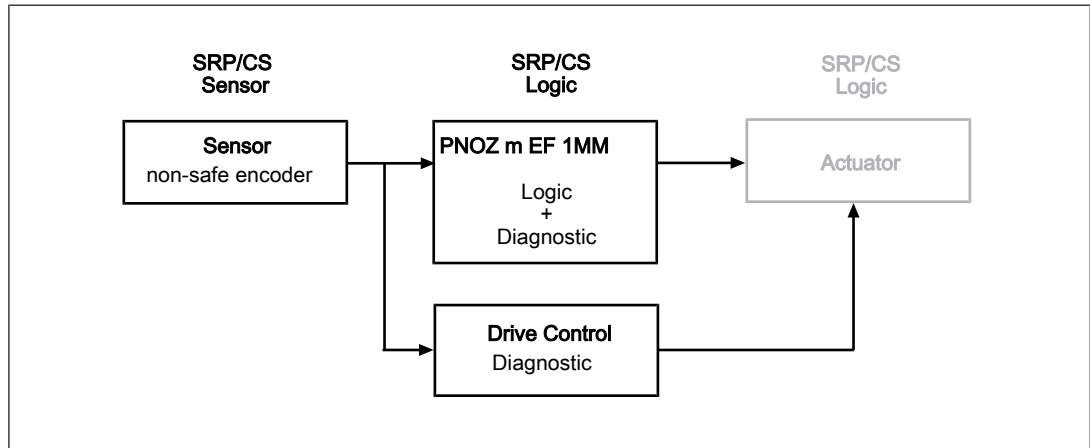 SRP/CS
Sensor
SRP/CS
Logic
SRP/CS
Logic
Sensor
non-safe encoder
PNOZ m EF 1MM
Logic
+
Diagnostic
Actuator
Drive Control
Diagnostic